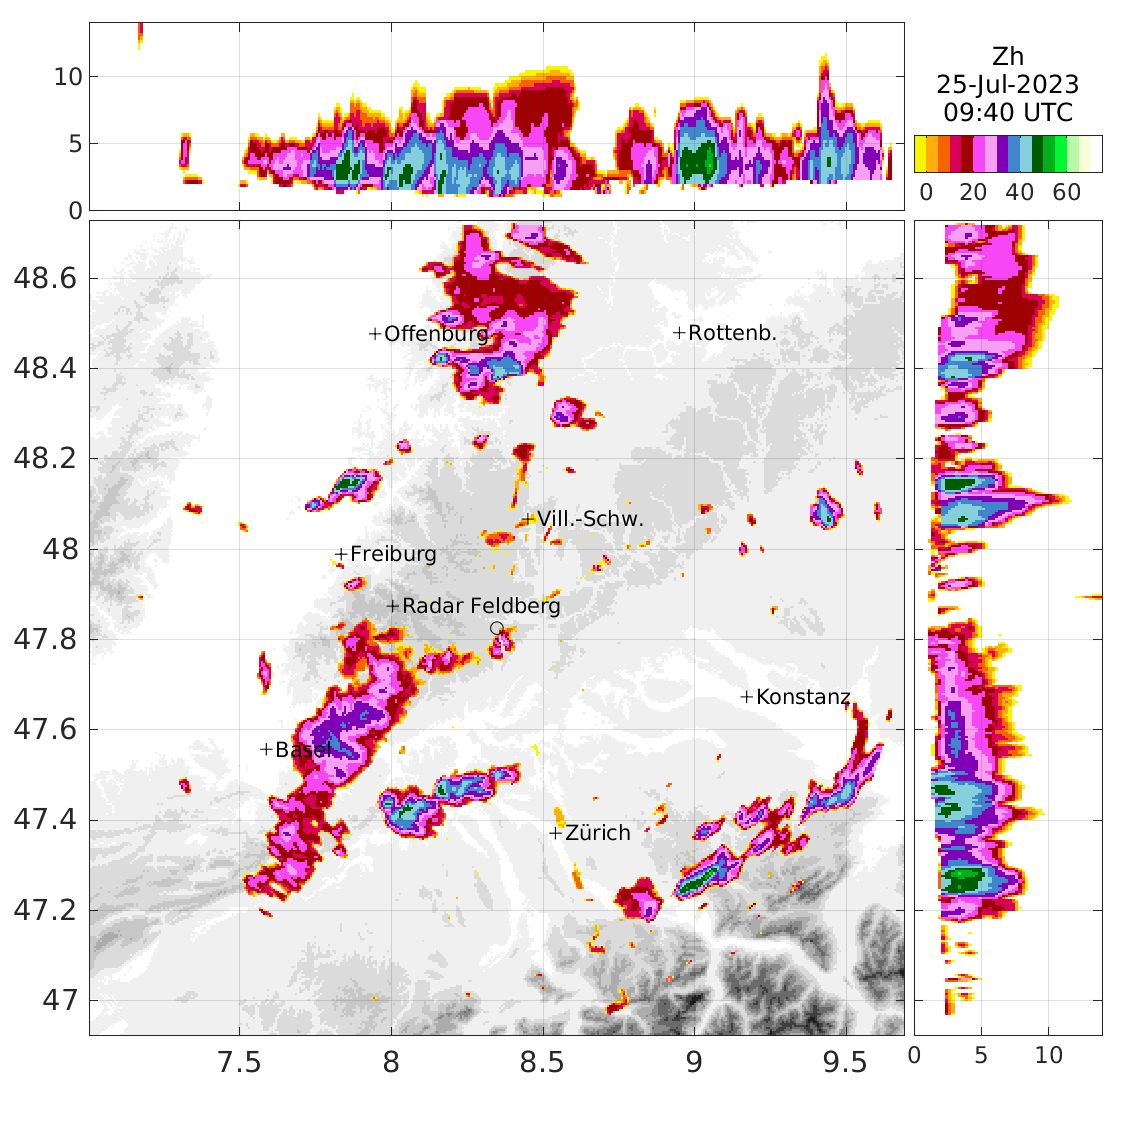 10
5
0
Zh
25-Jul-2023
09:40 UTC
0 20 40 60
48.6
48.4
48.2
48
47.8
47.6
47.4
47.2
47
+Offenburg
+Rottenb.
+Vill.-Schw.
+Freiburg
+Radar Feldberg
+Konstanz
+Basel
+Zürich
7.5 8 8.5 9 9.5
0 5 10